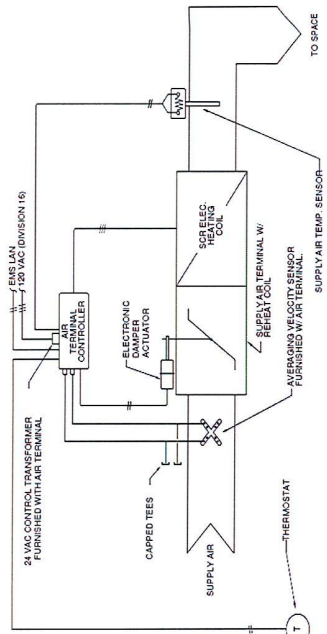 EMS LAN
120 VAC (DIVISION 16)
24 VAC CONTROL TRANSFORMER
FURNISHED WITH AIR TERMINAL
AIR
TERMINAL
CONTROLLER
ELECTRONIC
DAMPER
ACTUATOR
CAPPED TEES
SUPPLY AIR
SCR ELEC.
HEATING
COIL
TO SPACE
SUPPLY AIR TEMP. SENSOR
SUPPLY AIR TERMINAL W/
REPEAT COIL
AVERAGING VELOCITY SENSOR
FURNISHED W/ AIR TERMINAL.
THERMOSTAT
T